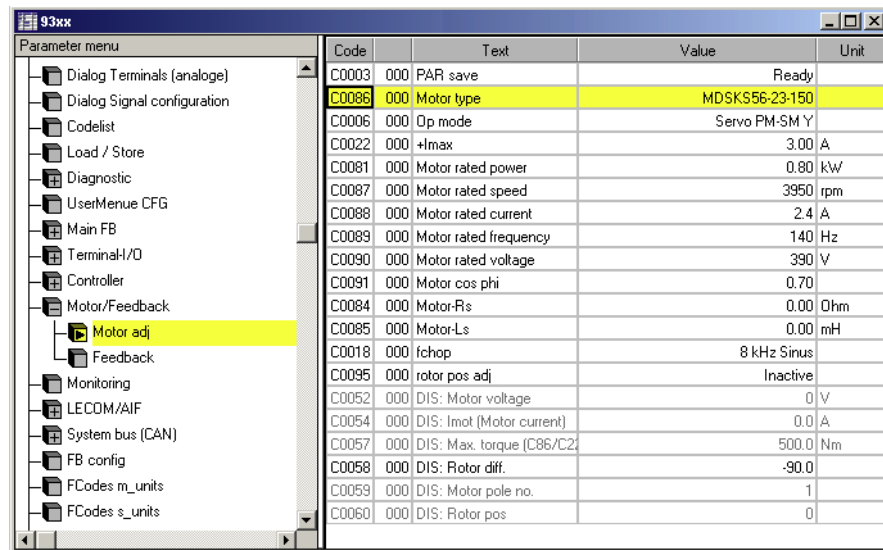 93xx
Parameter menu
Dialog Terminals (analoge)
Dialog Signal configuration
Codelist
Load / Store
Diagnostic
UserMenue CFG
Main FB
Terminal-I/O
Controller
Motor/Feedback
Motor adj
Feedback
Monitoring
LECOM/AIF
System bus (CAN)
FB config
FCodes m_units
FCodes s_units
Code Text Value Unit
C0003 000 PAR save Ready
C0086 000 Motor type MDSKS56-23-150
C0006 000 Op mode Servo PM-SM Y
C0022 000 +Imax 3.00 A
C0081 000 Motor rated power 0.80 kW
C0087 000 Motor rated speed 3950 rpm
C0088 000 Motor rated current 2.4 A
C0089 000 Motor rated frequency 140 Hz
C0090 000 Motor rated voltage 390 V
C0091 000 Motor cos phi 0.70
C0084 000 Motor-Rs 0.00 Ohm
C0085 000 Motor-Ls 0.00 mH
C0018 000 fchop 8 kHz Sinus
C0095 000 rotor pos adj Inactive
C0052 000 DIS: Motor voltage 0 V
C0054 000 DIS: Imot (Motor current) 0.0 A
C0057 000 DIS: Max. torque (C86/C22 500.0 Nm
C0058 000 DIS: Rotor diff. -90.0
C0059 000 DIS: Motor pole no. 1
C0060 000 DIS: Rotor pos 0